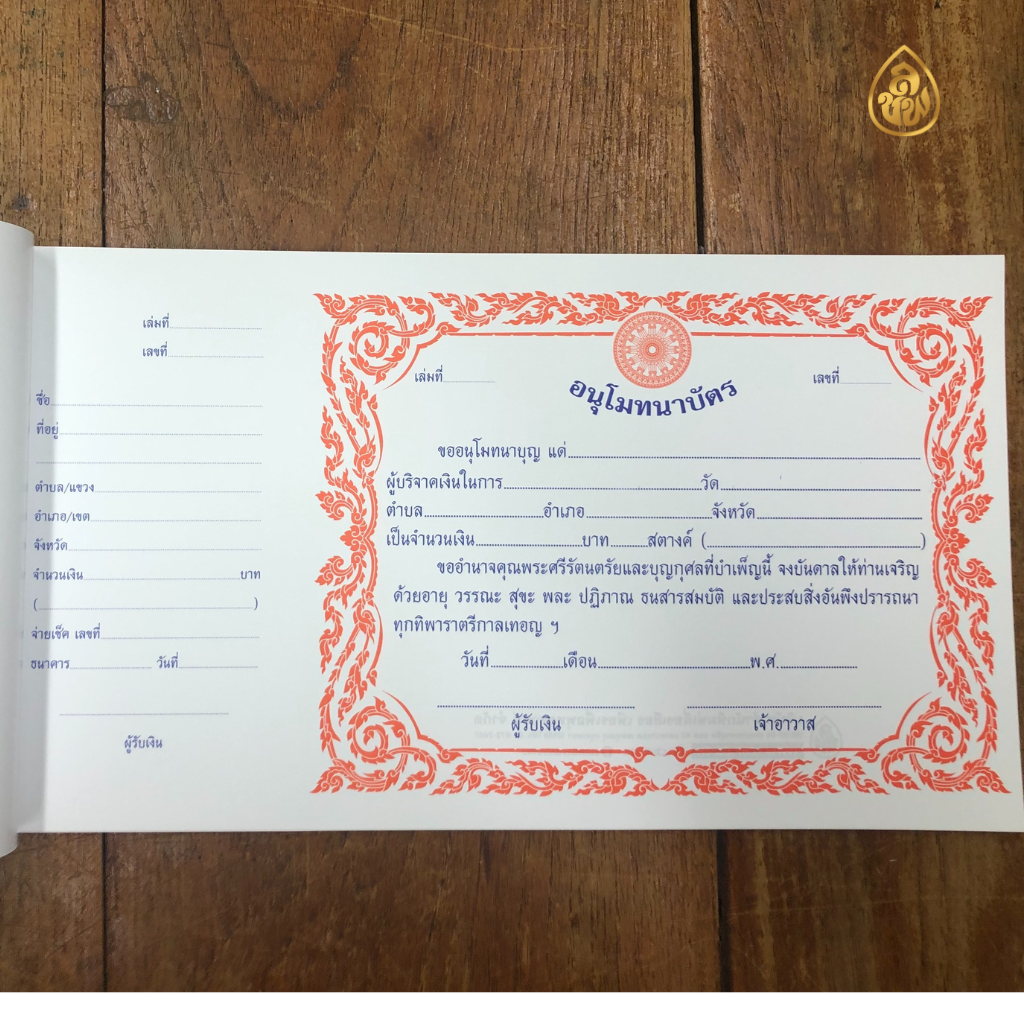 ลิ
ขพ
เล่มที่
เลขที่
ชื่อ
ที่อยู่
ตำบล/แขวง
อำเภอ/เขต
จังหวัด
จำนวนเงิน บาท
( )
จ่ายเช็ค เลขที่
ธนาคาร วันที่
ผู้รับเงิน
เล่มที่ เลขที่
อนุโมทนาบัตร
ขออนุโมทนาบุญ แด่
ผู้บริจาคเงินในการ วัด
ตำบล อำเภอ จังหวัด
เป็นจำนวนเงิน บาท สตางค์ ( )
ขออำนาจคุณพระศรีรัตนตรัยและบุญกุศลที่บำเพ็ญนี้ จงบันดาลให้ท่านเจริญ
ด้วยอายุ วรรณะ สุขะ พละ ปฏิภาณ ธนสารสมบัติ และประสบสิ่งอันพึงปรารถนา
ทุกทิพาราตรีกาลเทอญ ฯ
วันที่ เดือน พ.ศ.
ผู้รับเงิน เจ้าอาวาส